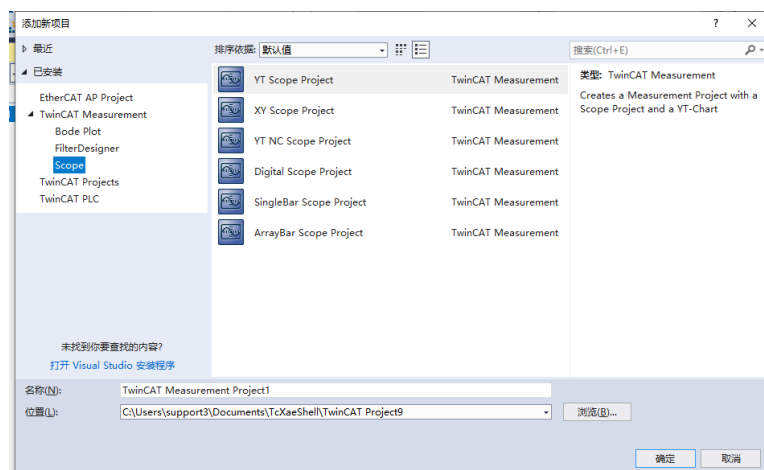 添加新项目
? ×
▷ 最近
排序依据: 默认值
搜索(Ctrl+E)
◢ 已安装
EtherCAT AP Project
◢ TwinCAT Measurement
Bode Plot
FilterDesigner
Scope
TwinCAT Projects
TwinCAT PLC
YT Scope Project TwinCAT Measurement
XY Scope Project TwinCAT Measurement
YT NC Scope Project TwinCAT Measurement
Digital Scope Project TwinCAT Measurement
SingleBar Scope Project TwinCAT Measurement
ArrayBar Scope Project TwinCAT Measurement
类型: TwinCAT Measurement
Creates a Measurement Project with a
Scope Project and a YT-Chart
未找到你要查找的内容?
打开 Visual Studio 安装程序
名称(N): TwinCAT Measurement Project1
位置(L): C:\Users\support3\Documents\TcXaeShell\TwinCAT Project9 浏览(B)...
确定 取消